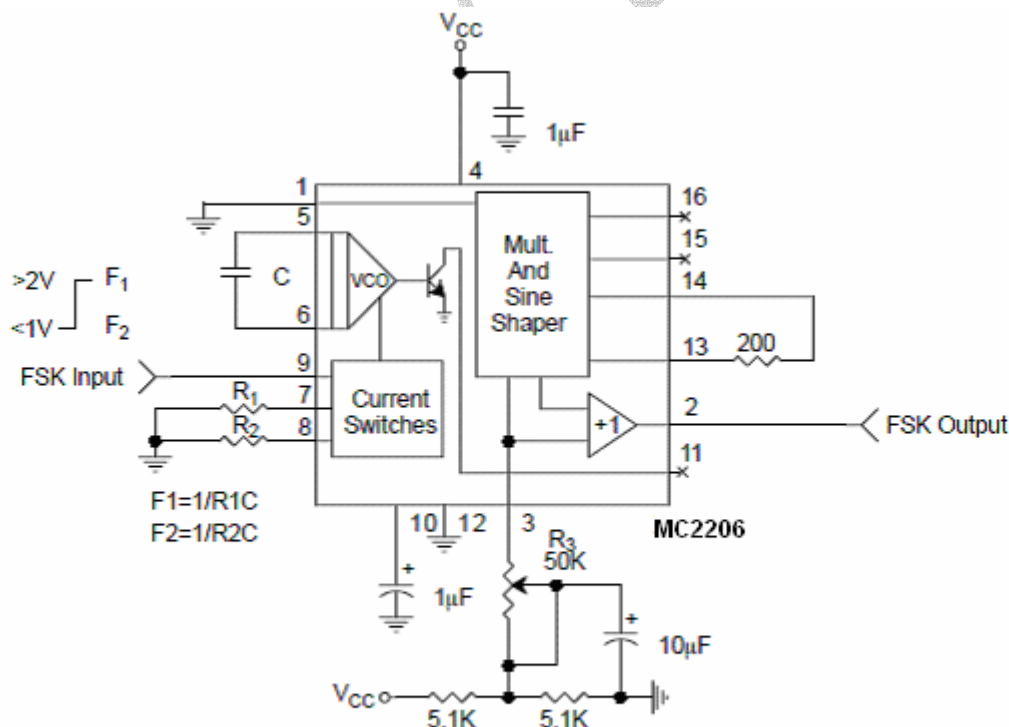 VCC
1µF
4
1
5
16
15
14
13
200
Mult.
And
Sine
Shaper
VCO
C
>2V
F1
<1V
F2
6
9
FSK Input
R1
7
R2
8
Current
Switches
+1
2
FSK Output
11
F1=1/R1C
F2=1/R2C
10
12
3
MC2206
R3
50K
+
1µF
+
10µF
VCC
5.1K
5.1K